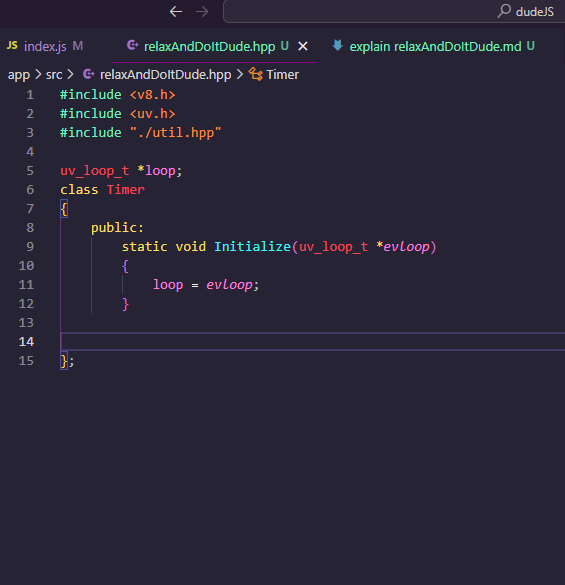 dudeJS
JS index.js M
relaxAndDoItDude.hpp U
explain relaxAndDoItDude.md U
app > src > relaxAndDoItDude.hpp > Timer
1 #include <v8.h>
2 #include <uv.h>
3 #include "./util.hpp"
4
5 uv_loop_t *loop;
6 class Timer
7 {
8 public:
9 static void Initialize(uv_loop_t *evloop)
10 {
11 loop = evloop;
12 }
13
14
15 };